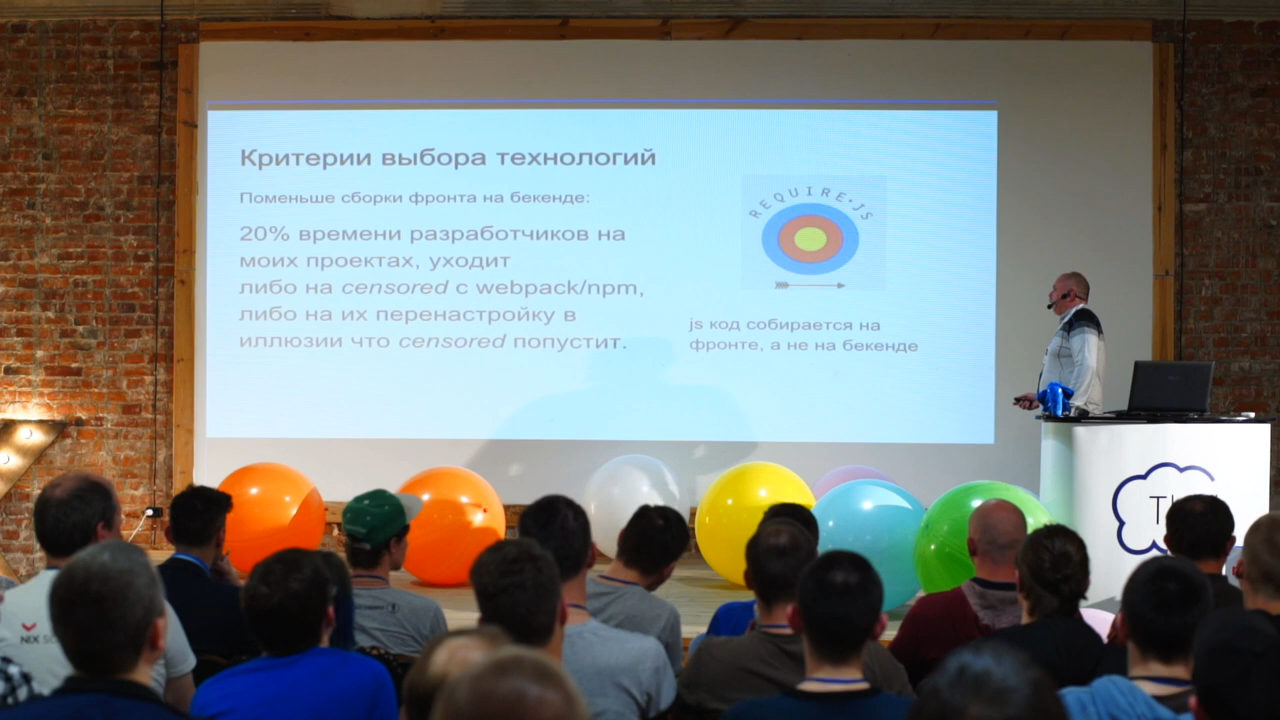 Критерии выбора технологий
Поменьше сборки фронта на бекенде:
20% времени разработчиков на
моих проектах, уходит
либо на censored с webpack/npm,
либо на их перенастройку в
иллюзии что censored попустит.
REQUIRE·JS
js код собирается на
фронте, а не на бекенде
NIX